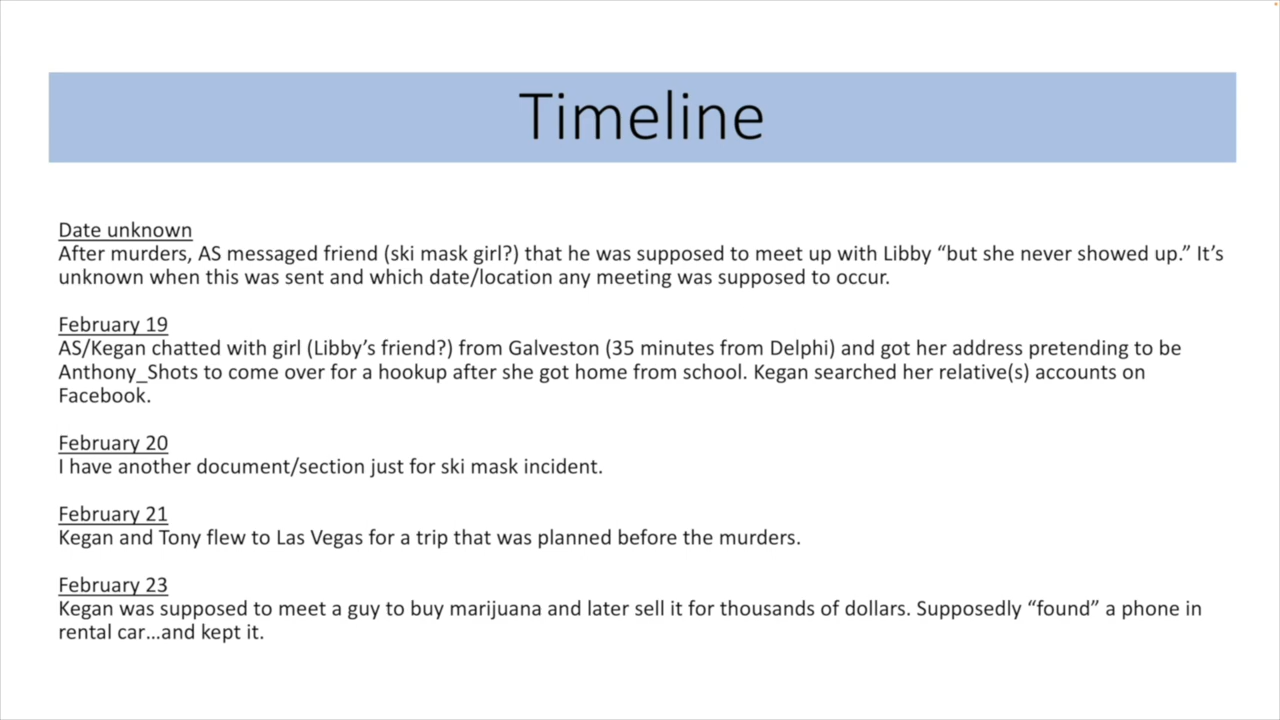 Timeline
Date unknown
After murders, AS messaged friend (ski mask girl?) that he was supposed to meet up with Libby “but she never showed up.” It’s
unknown when this was sent and which date/location any meeting was supposed to occur.
February 19
AS/Kegan chatted with girl (Libby’s friend?) from Galveston (35 minutes from Delphi) and got her address pretending to be
Anthony_Shots to come over for a hookup after she got home from school. Kegan searched her relative(s) accounts on
Facebook.
February 20
I have another document/section just for ski mask incident.
February 21
Kegan and Tony flew to Las Vegas for a trip that was planned before the murders.
February 23
Kegan was supposed to meet a guy to buy marijuana and later sell it for thousands of dollars. Supposedly “found” a phone in
rental car…and kept it.